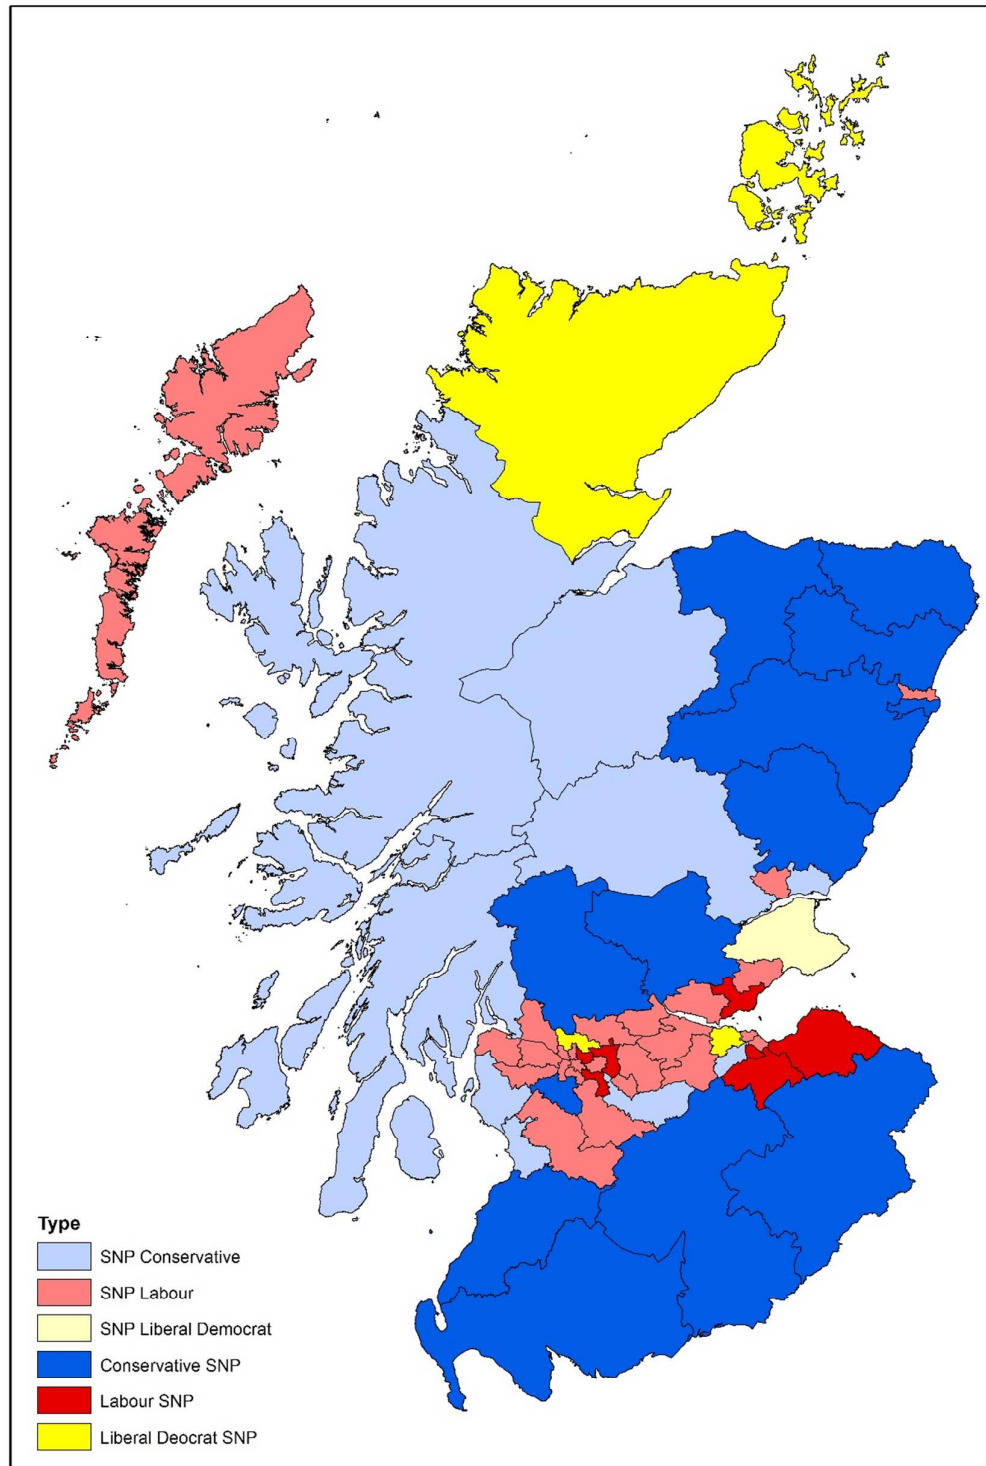 Type
SNP Conservative
SNP Labour
SNP Liberal Democrat
Conservative SNP
Labour SNP
Liberal Deocrat SNP